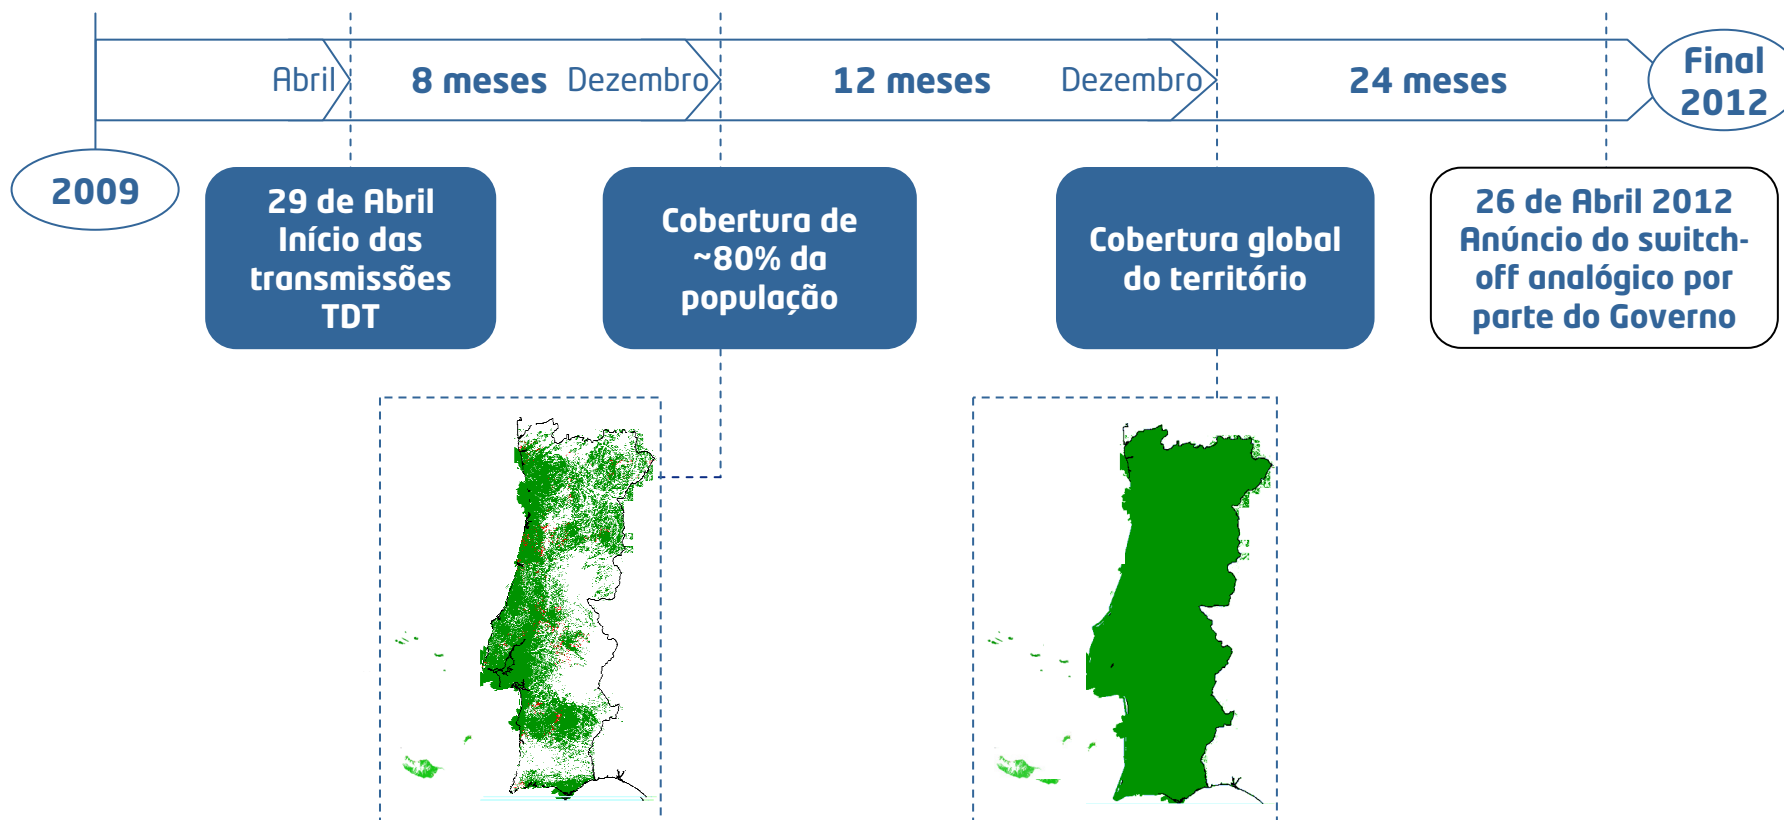 Abril
8 meses
Dezembro
12 meses
Dezembro
24 meses
Final
2012
2009
29 de Abril
Início das
transmissões
TDT
Cobertura de
~80% da
população
Cobertura global
do território
26 de Abril 2012
Anúncio do switch-
off analógico por
parte do Governo